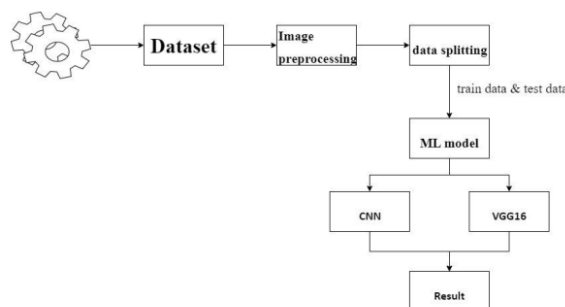 Dataset
Image
preprocessing
data splitting
train data & test data
ML model
CNN
VGG16
Result